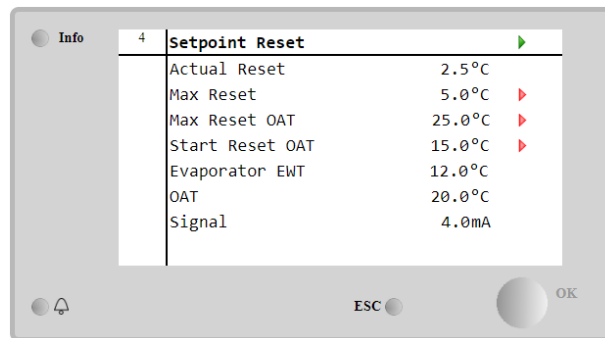 Info
4 Setpoint Reset
Actual Reset 2.5°C
Max Reset 5.0°C
Max Reset OAT 25.0°C
Start Reset OAT 15.0°C
Evaporator EWT 12.0°C
OAT 20.0°C
Signal 4.0mA
ESC OK